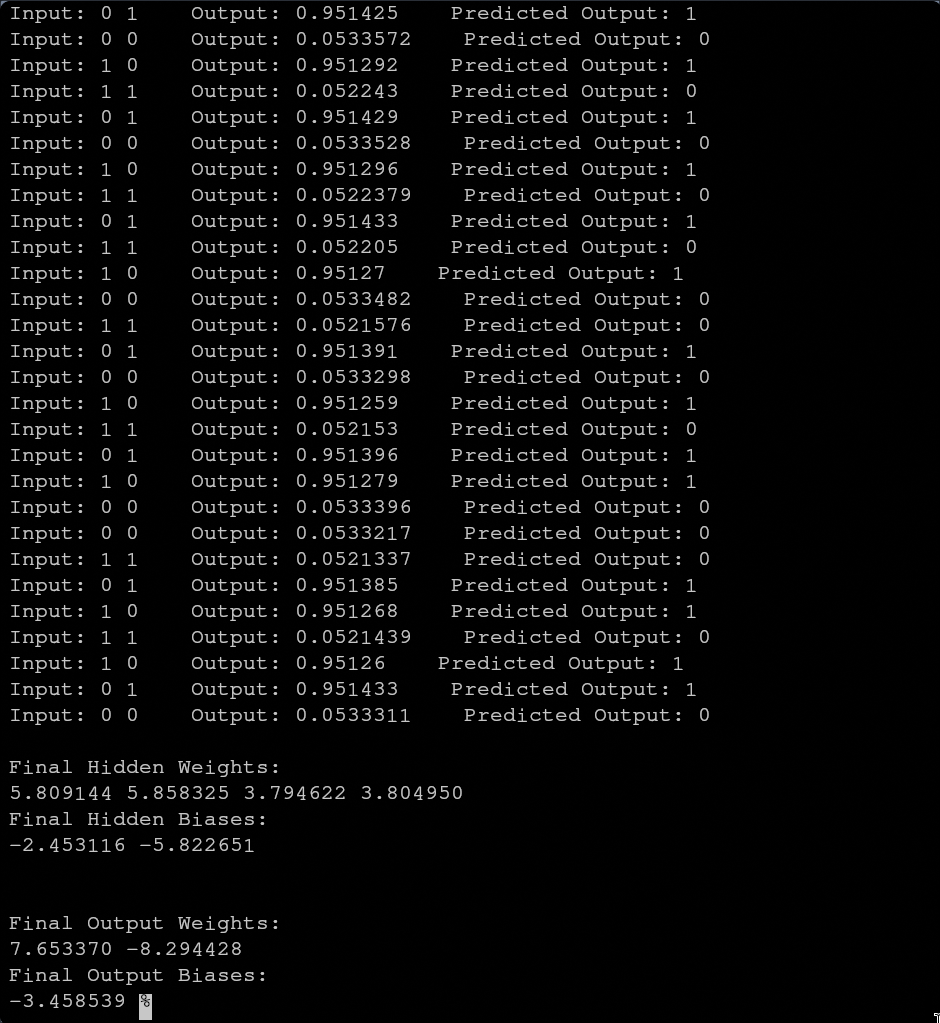 Input: 0 1    Output: 0.951425    Predicted Output: 1
Input: 0 0    Output: 0.0533572    Predicted Output: 0
Input: 1 0    Output: 0.951292    Predicted Output: 1
Input: 1 1    Output: 0.052243    Predicted Output: 0
Input: 0 1    Output: 0.951429    Predicted Output: 1
Input: 0 0    Output: 0.0533528    Predicted Output: 0
Input: 1 0    Output: 0.951296    Predicted Output: 1
Input: 1 1    Output: 0.0522379    Predicted Output: 0
Input: 0 1    Output: 0.951433    Predicted Output: 1
Input: 1 1    Output: 0.052205    Predicted Output: 0
Input: 1 0    Output: 0.95127    Predicted Output: 1
Input: 0 0    Output: 0.0533482    Predicted Output: 0
Input: 1 1    Output: 0.0521576    Predicted Output: 0
Input: 0 1    Output: 0.951391    Predicted Output: 1
Input: 0 0    Output: 0.0533298    Predicted Output: 0
Input: 1 0    Output: 0.951259    Predicted Output: 1
Input: 1 1    Output: 0.052153    Predicted Output: 0
Input: 0 1    Output: 0.951396    Predicted Output: 1
Input: 1 0    Output: 0.951279    Predicted Output: 1
Input: 0 0    Output: 0.0533396    Predicted Output: 0
Input: 0 0    Output: 0.0533217    Predicted Output: 0
Input: 1 1    Output: 0.0521337    Predicted Output: 0
Input: 0 1    Output: 0.951385    Predicted Output: 1
Input: 1 0    Output: 0.951268    Predicted Output: 1
Input: 1 1    Output: 0.0521439    Predicted Output: 0
Input: 1 0    Output: 0.95126    Predicted Output: 1
Input: 0 1    Output: 0.951433    Predicted Output: 1
Input: 0 0    Output: 0.0533311    Predicted Output: 0
Final Hidden Weights:
5.809144 5.858325 3.794622 3.804950
Final Hidden Biases:
-2.453116 -5.822651
Final Output Weights:
7.653370 -8.294428
Final Output Biases:
-3.458539 %